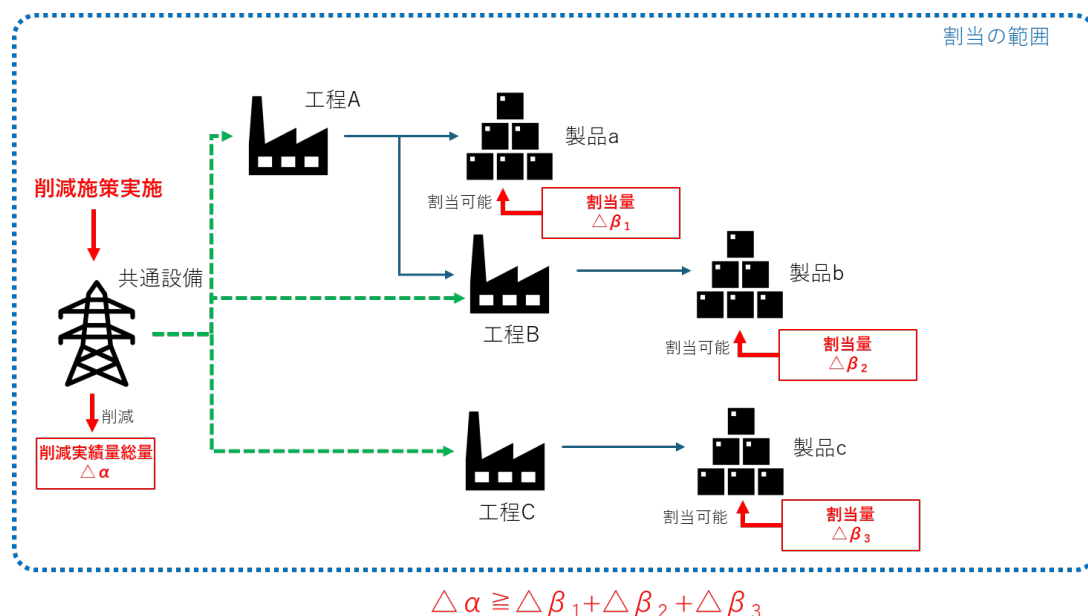 割当の範囲
工程A
製品a
削減施策実施
割当可能
割当量
△β₁
共通設備
製品b
工程B
割当可能
割当量
△β₂
削減
削減実績量総量
△α
製品c
工程C
割当可能
割当量
△β₃
△α≧△β₁+△β₂+△β₃